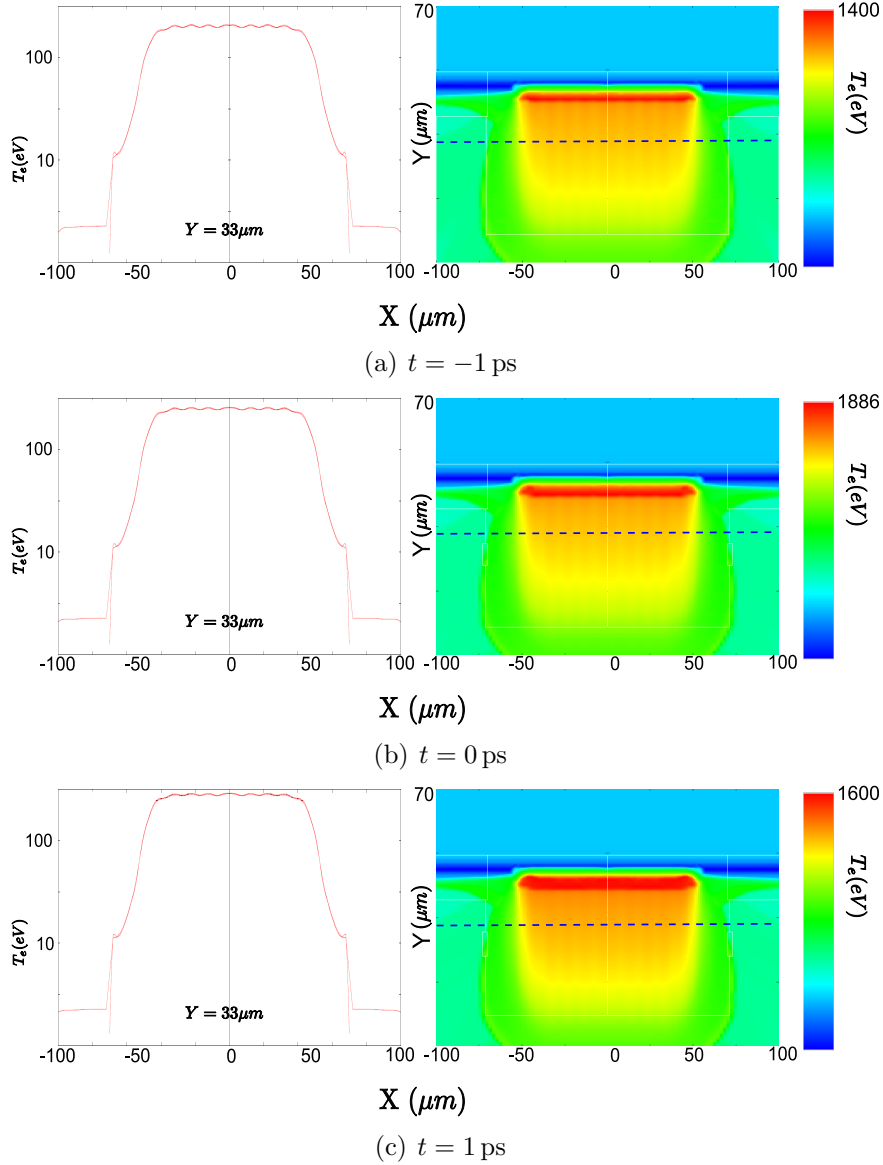 100
10
Tₑ(eV)
Y = 33μm
-100 -50 0 50 100
70
Y (μm)
-50 0 50 100
1400
Tₑ(eV)
X (μm)
(a) t = −1 ps
100
10
Tₑ(eV)
Y = 33μm
-100 -50 0 50 100
70
Y (μm)
-50 0 50 100
1886
Tₑ(eV)
X (μm)
(b) t = 0 ps
100
10
Tₑ(eV)
Y = 33μm
-100 -50 0 50 100
70
Y (μm)
-50 0 50 100
1600
Tₑ(eV)
X (μm)
(c) t = 1 ps